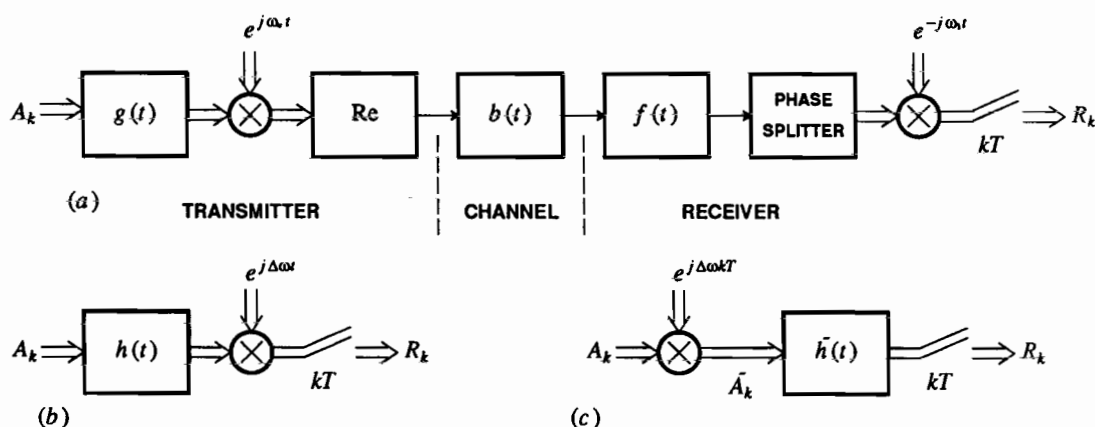 e^{jω_c t}
e^{-jω_1 t}
A_k g(t) Re b(t) f(t) PHASE SPLITTER R_k
kT
(a) TRANSMITTER CHANNEL RECEIVER
e^{jΔωt}
A_k h(t) R_k
kT
(b)
e^{jΔωkT}
A_k h̃(t) R_k
Ã_k kT
(c)